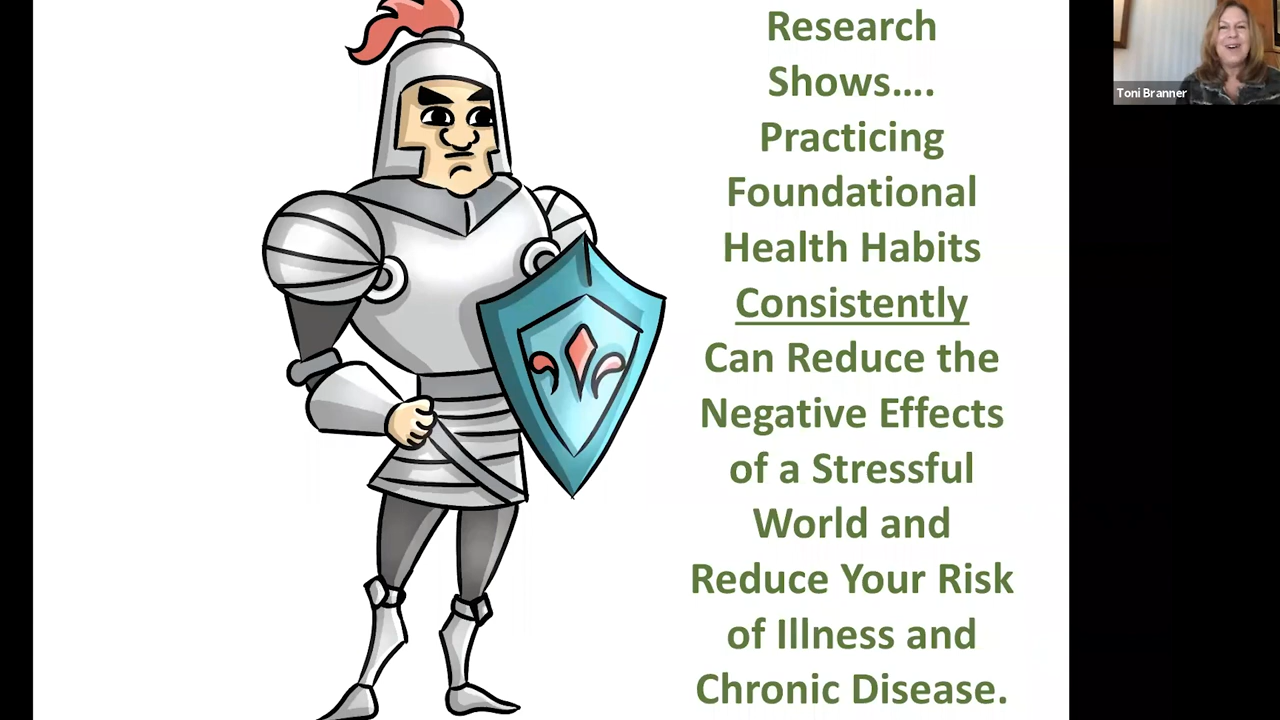 Research
Shows....
Practicing
Foundational
Health Habits
Consistently
Can Reduce the
Negative Effects
of a Stressful
World and
Reduce Your Risk
of Illness and
Chronic Disease.
Toni Branner